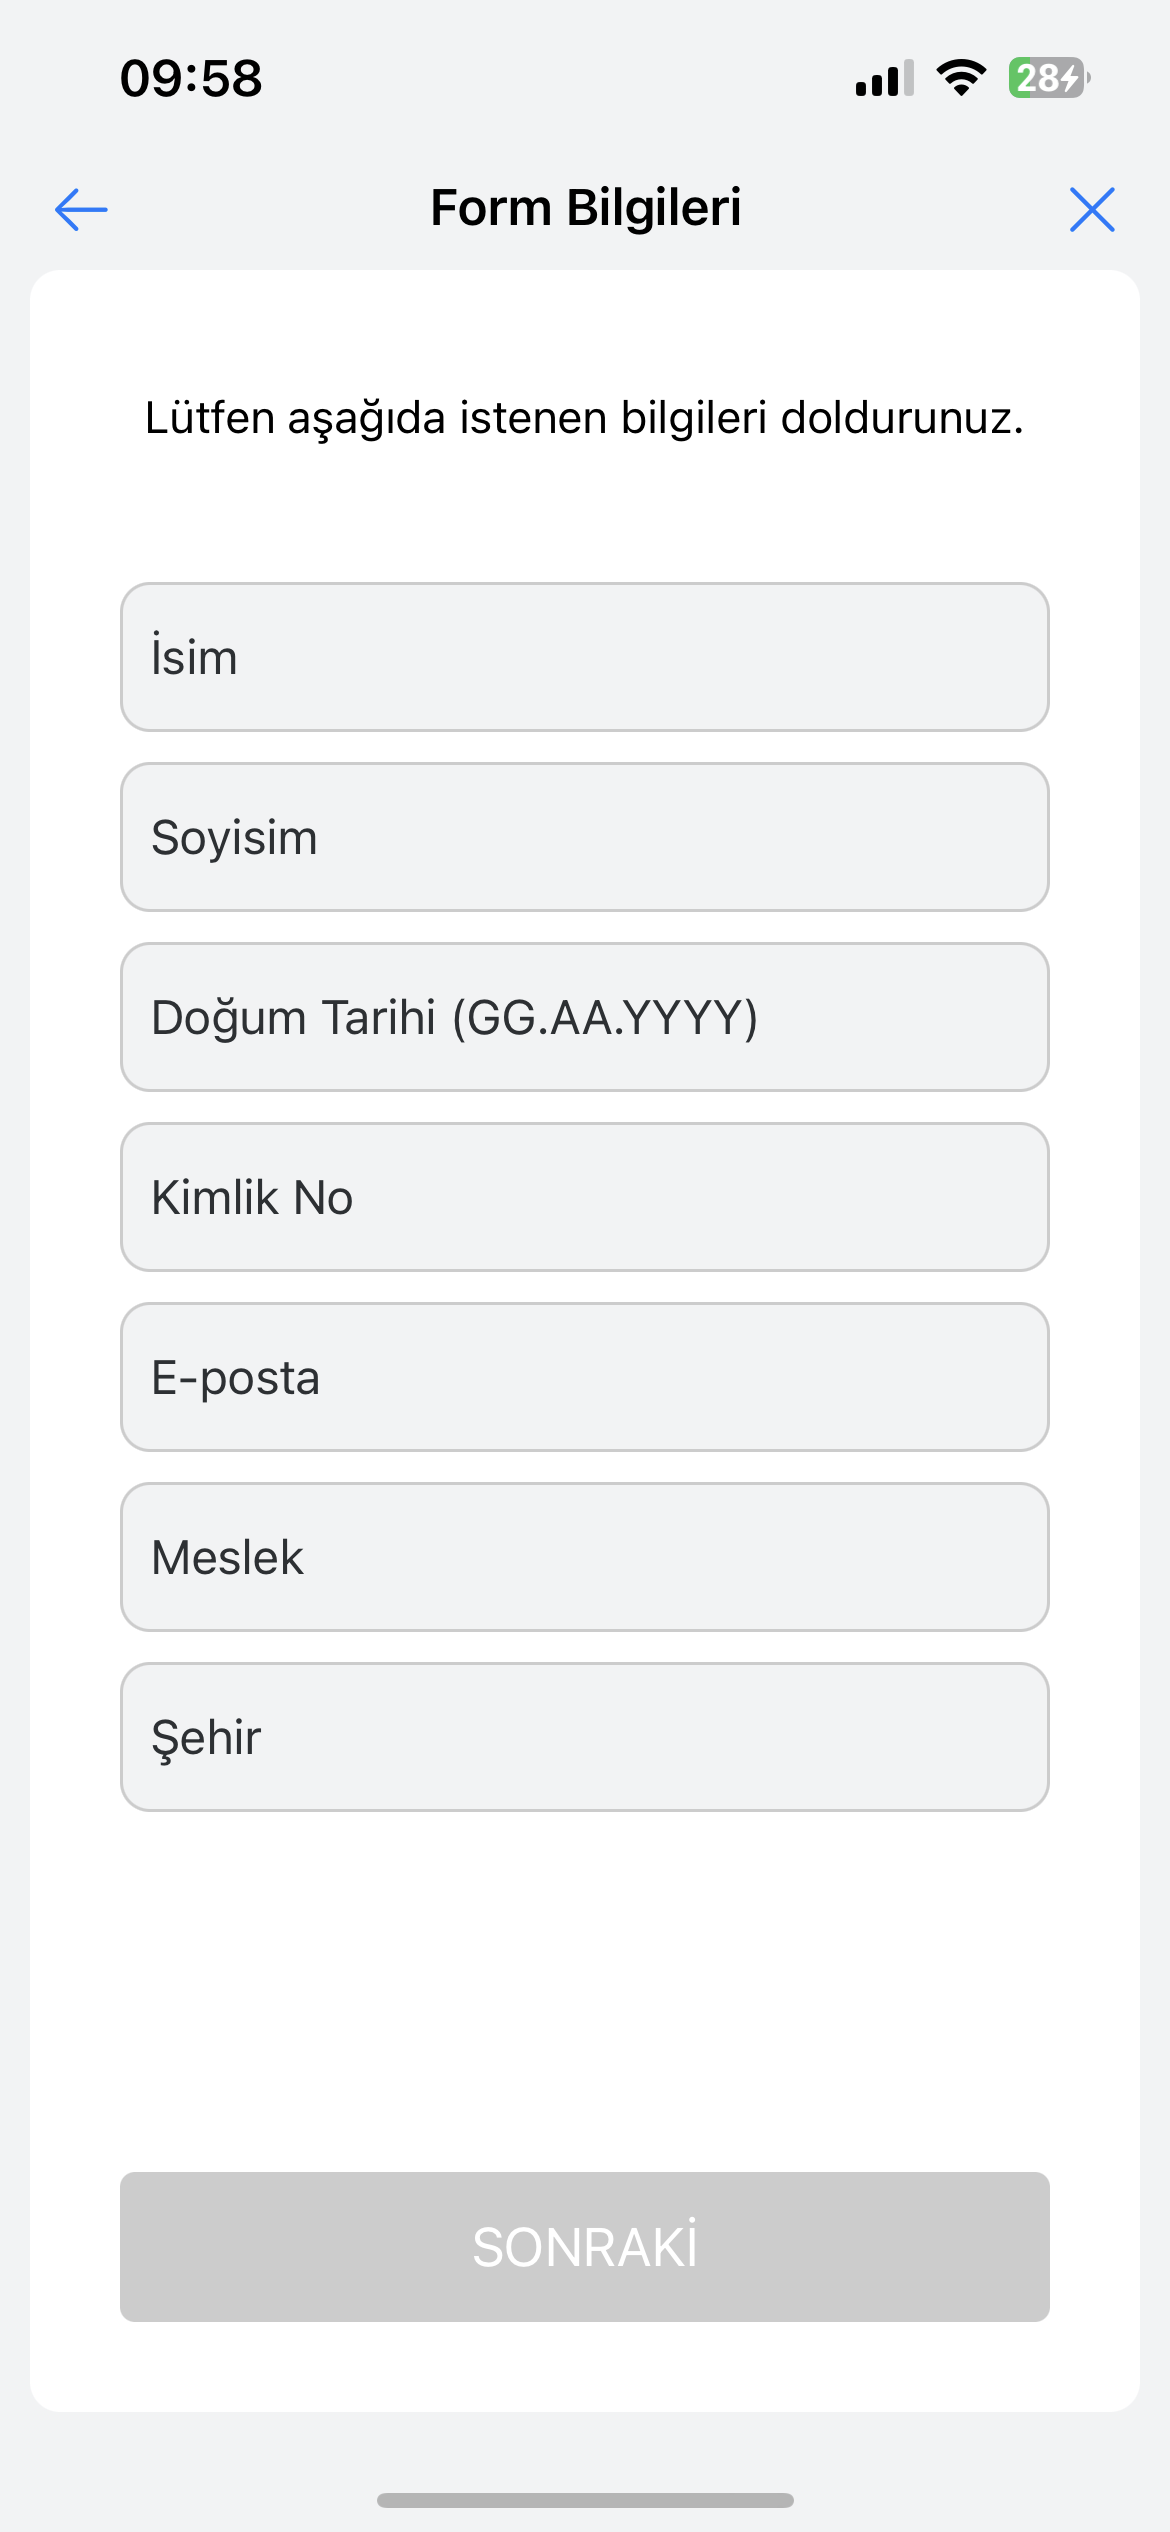 09:58
28
Form Bilgileri
Lütfen aşağıda istenen bilgileri doldurunuz.
İsim
Soyisim
Doğum Tarihi (GG.AA.YYYY)
Kimlik No
E-posta
Meslek
Şehir
SONRAKİ